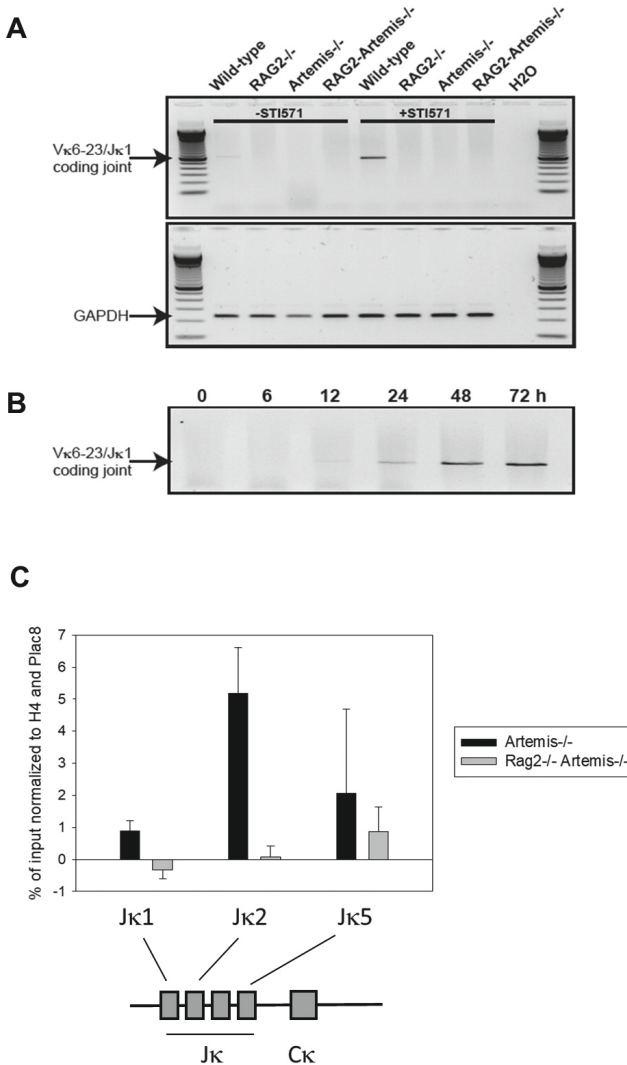 A
Wild-type
RAG2-/-
Artemis-/-
RAG2-Artemis-/-
Wild-type
RAG2-/-
Artemis-/-
RAG2-Artemis-/-
H2O
-STI571
+STI571
Vκ6-23/Jκ1
coding joint
GAPDH
B
0 6 12 24 48 72 h
Vκ6-23/Jκ1
coding joint
C
% of input normalized to H4 and Plac8
7
6
5
4
3
2
1
0
-1
Artemis-/-
Rag2-/- Artemis-/-
Jκ1 Jκ2 Jκ5
Jκ Cκ